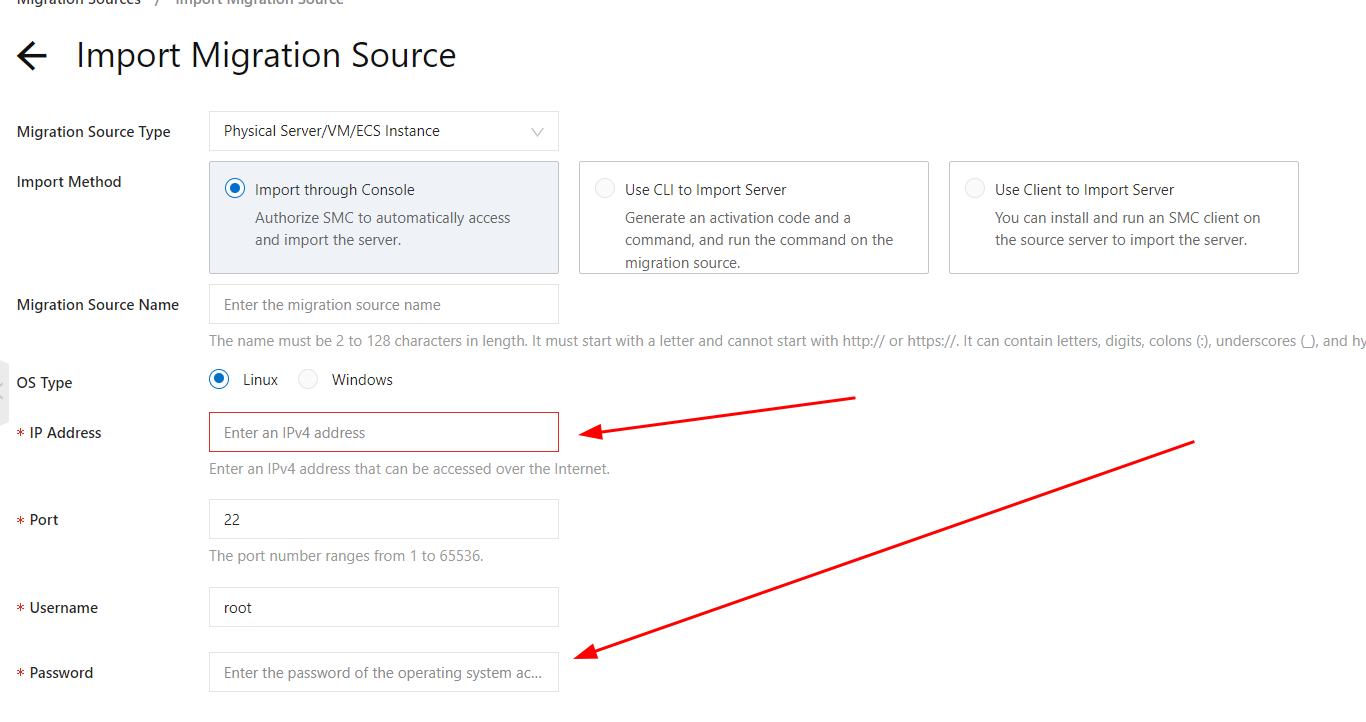 Migration Sources / Import Migration Source
Import Migration Source
Migration Source Type
Physical Server/VM/ECS Instance
Import Method
Import through Console
Authorize SMC to automatically access
and import the server.
Use CLI to Import Server
Generate an activation code and a
command, and run the command on the
migration source.
Use Client to Import Server
You can install and run an SMC client on
the source server to import the server.
Migration Source Name
Enter the migration source name
The name must be 2 to 128 characters in length. It must start with a letter and cannot start with http:// or https://. It can contain letters, digits, colons (:), underscores (_), and hy
OS Type
Linux Windows
* IP Address
Enter an IPv4 address
Enter an IPv4 address that can be accessed over the Internet.
* Port
22
The port number ranges from 1 to 65536.
* Username
root
* Password
Enter the password of the operating system ac...